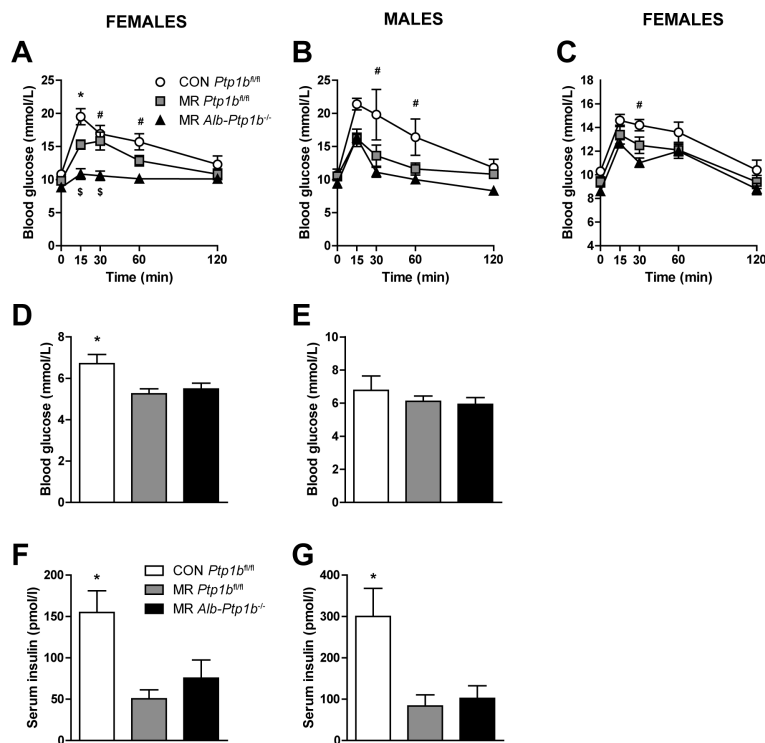 FEMALES
MALES
FEMALES
A
B
C
CON Ptp1b^fl/fl
MR Ptp1b^fl/fl
MR Alb-Ptp1b^-/-
Blood glucose (mmol/L)
25
20
15
10
5
0
*
#
#
$
$
0
15
30
60
120
Time (min)
Blood glucose (mmol/L)
25
20
15
10
5
0
#
#
0
15
30
60
120
Time (min)
Blood glucose (mmol/L)
16
14
12
10
8
6
4
#
0
15
30
60
120
Time (min)
D
Blood glucose (mmol/L)
8
6
4
2
0
*
E
Blood glucose (mmol/L)
10
8
6
4
2
0
F
Serum insulin (pmol/l)
200
150
100
50
0
*
CON Ptp1b^fl/fl
MR Ptp1b^fl/fl
MR Alb-Ptp1b^-/-
G
Serum insulin (pmol/l)
400
300
200
100
0
*